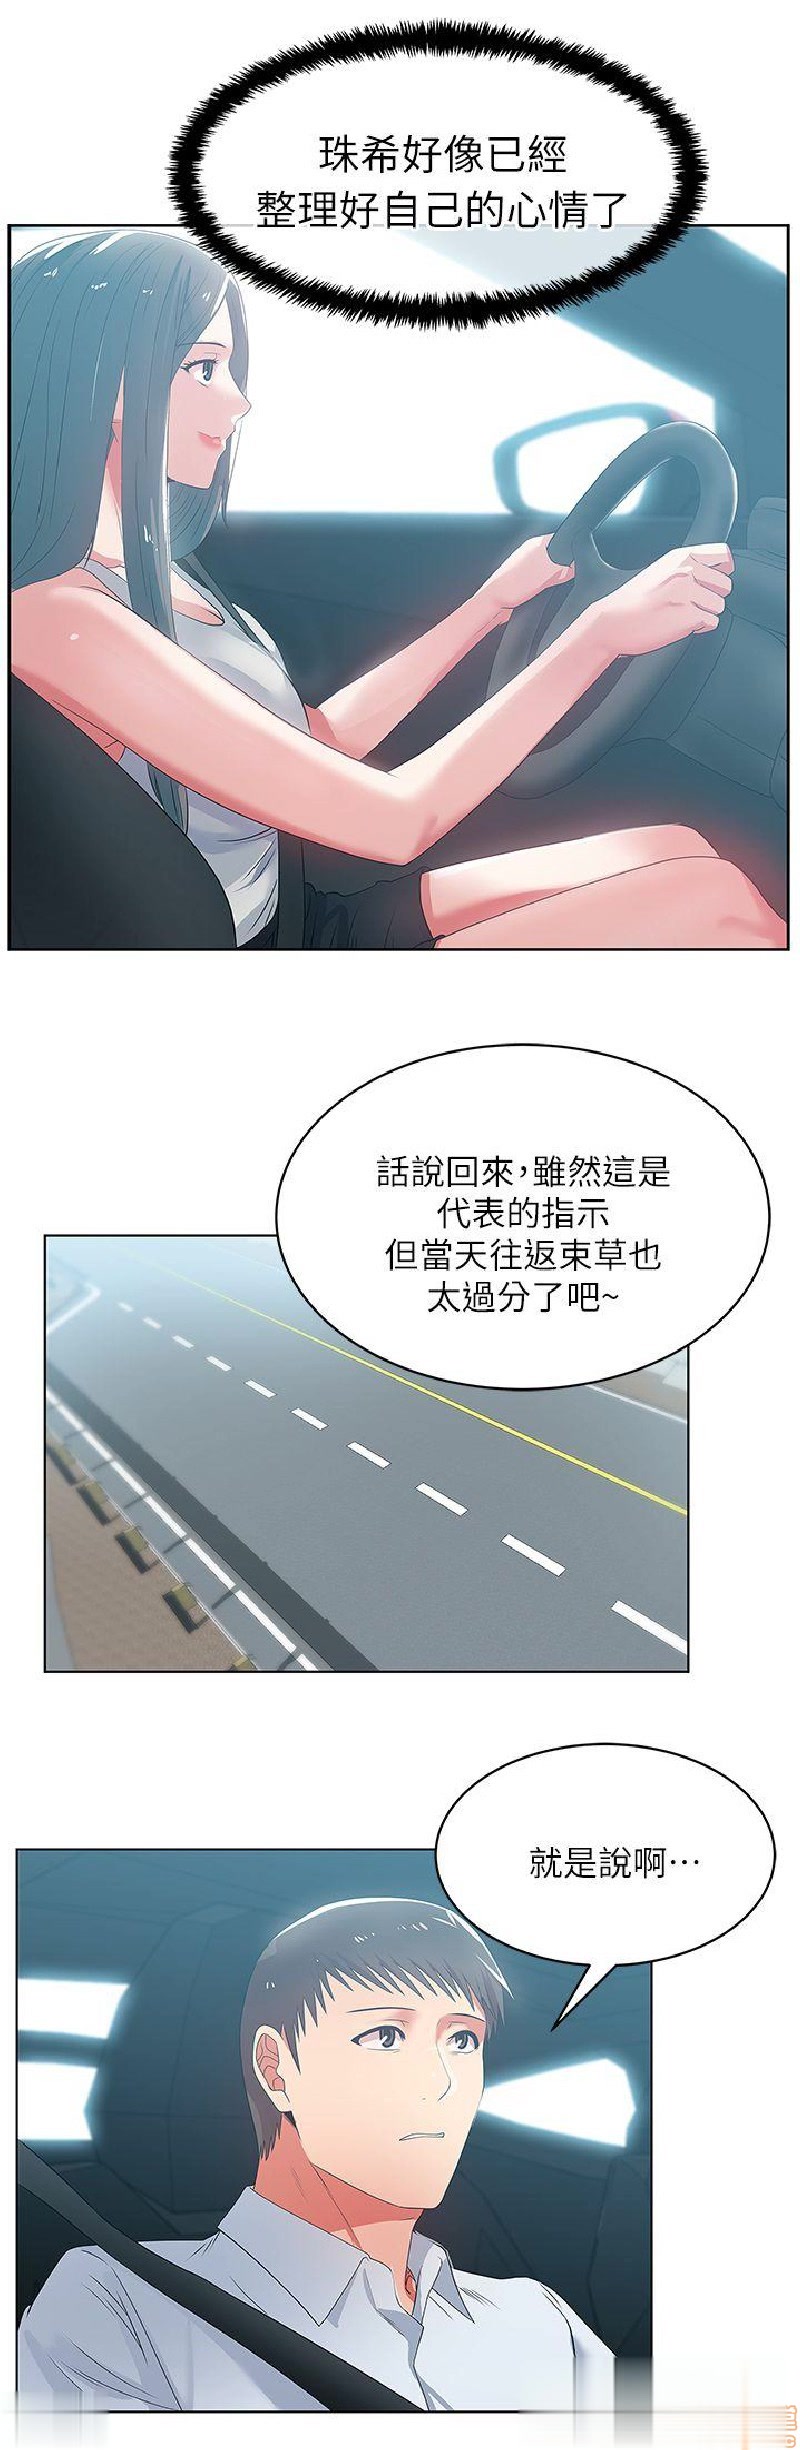 珠希好像已經
整理好自己的心情了
話說回來,雖然這是
代表的指示
但當天往返束草也
太過分了吧~
就是說啊…